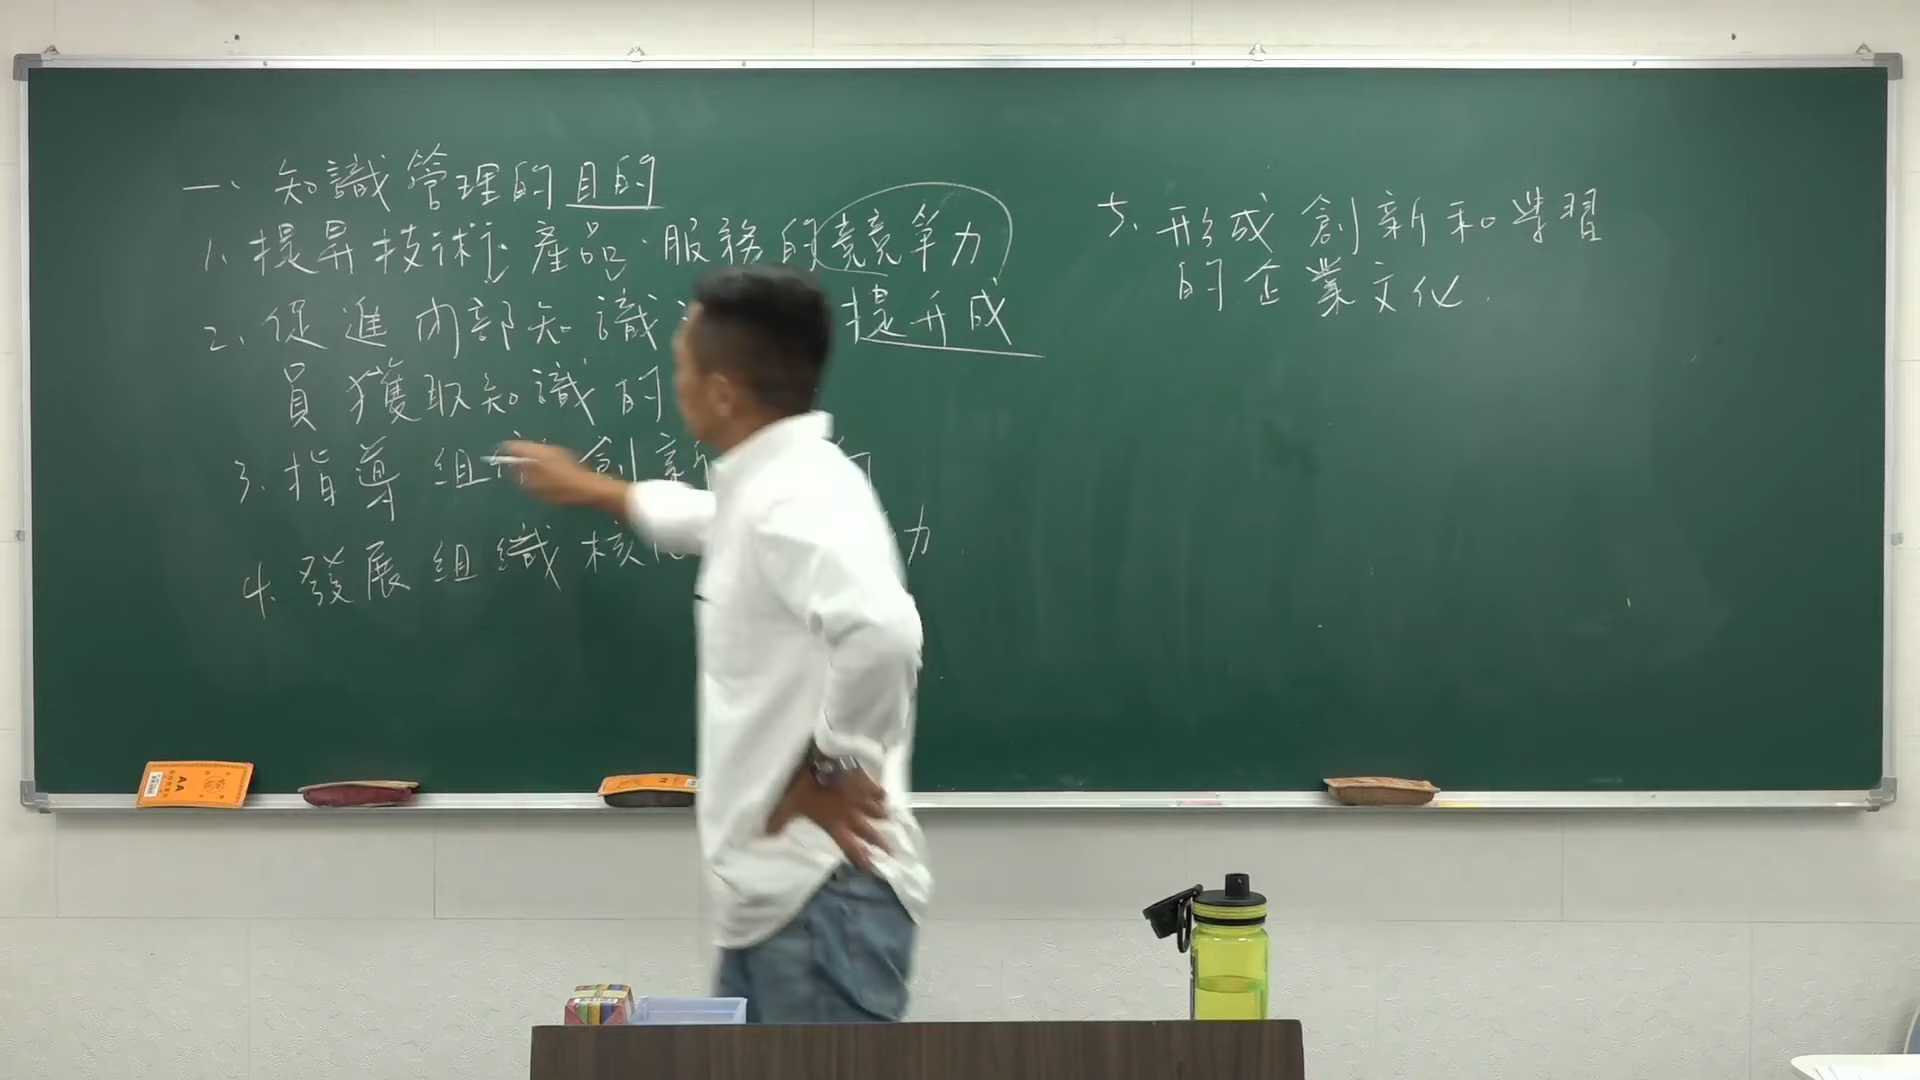 一、知識管理的目的
1. 提昇技術、產品、服務的競爭力
2. 促進內部知識 提升成
員獲取知識的
3. 指導 組 創新
4. 發展組織核 力
5. 形成創新和學習
的企業文化.
AA